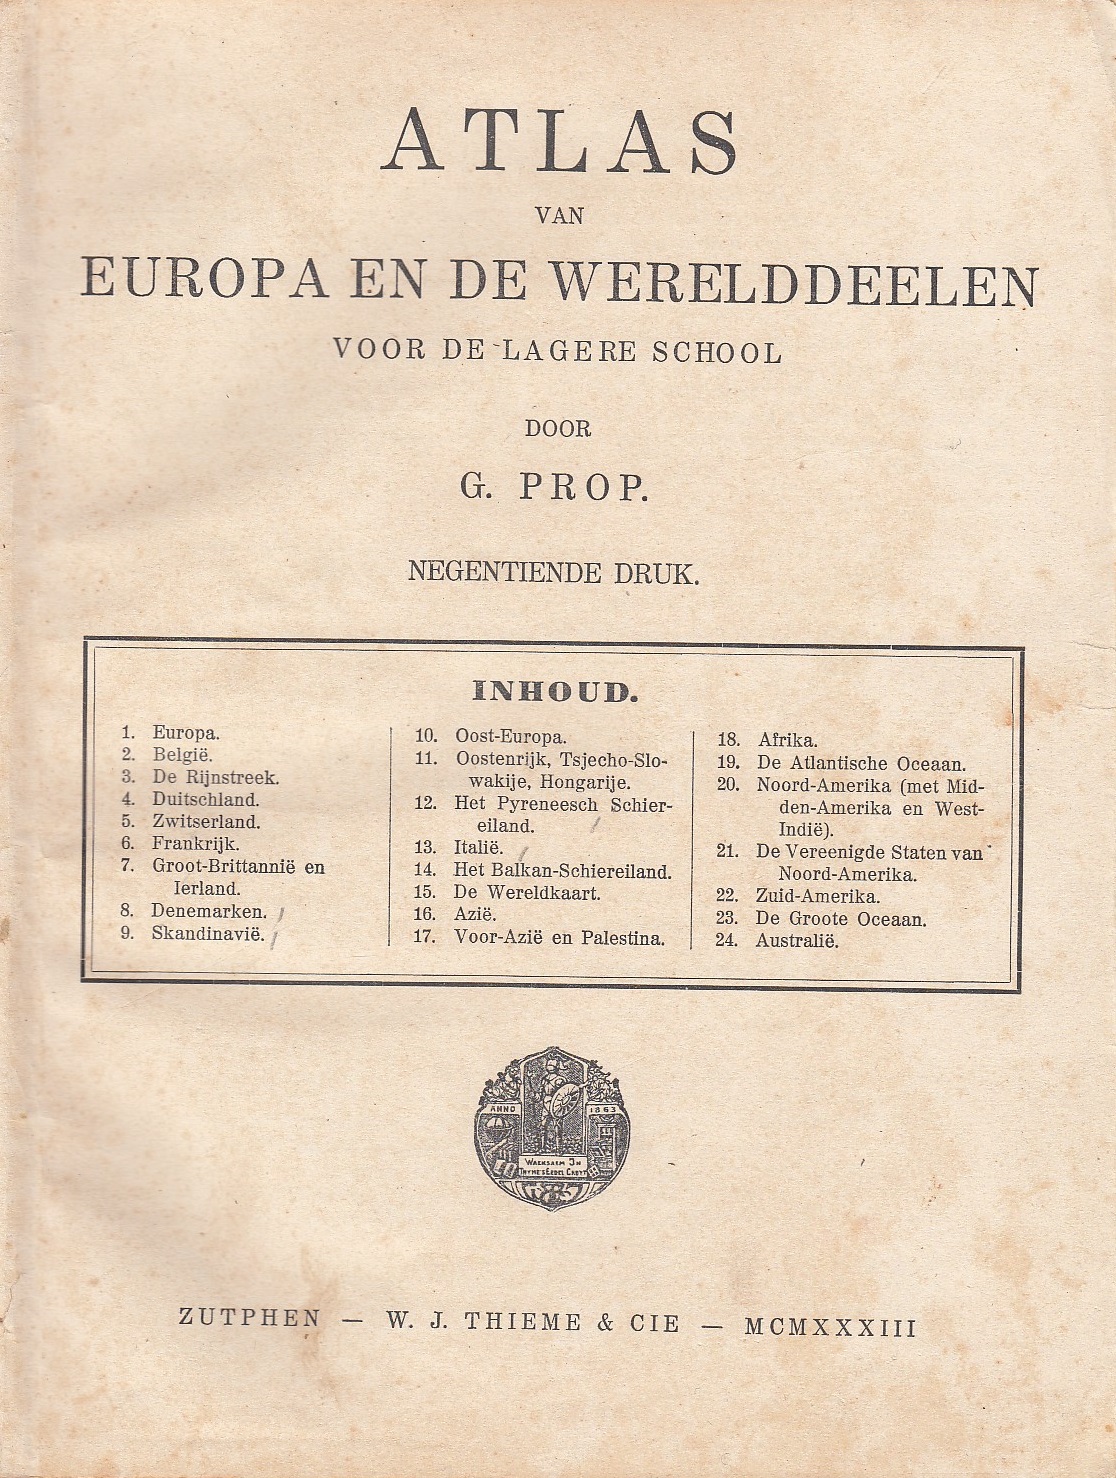 ATLAS
VAN
EUROPA EN DE WERELDDEELEN
VOOR DE LAGERE SCHOOL
DOOR
G. PROP.
NEGENTIENDE DRUK.
INHOUD.
1. Europa.
2. België.
3. De Rijnstreek.
4. Duitschland.
5. Zwitserland.
6. Frankrijk.
7. Groot-Brittannië en
Ierland.
8. Denemarken.
9. Skandinavië.
10. Oost-Europa.
11. Oostenrijk, Tsjecho-Slo-
wakije, Hongarije.
12. Het Pyreneesch Schier-
eiland.
13. Italië.
14. Het Balkan-Schiereiland.
15. De Wereldkaart.
16. Azië.
17. Voor-Azië en Palestina.
18. Afrika.
19. De Atlantische Oceaan.
20. Noord-Amerika (met Mid-
den-Amerika en West-
Indië).
21. De Vereenigde Staten van
Noord-Amerika.
22. Zuid-Amerika.
23. De Groote Oceaan.
24. Australië.
ANNO 1863
WAEKSAEM IN
THYME'S EEDEL CRUYT
ZUTPHEN — W. J. THIEME & CIE — MCMXXXIII